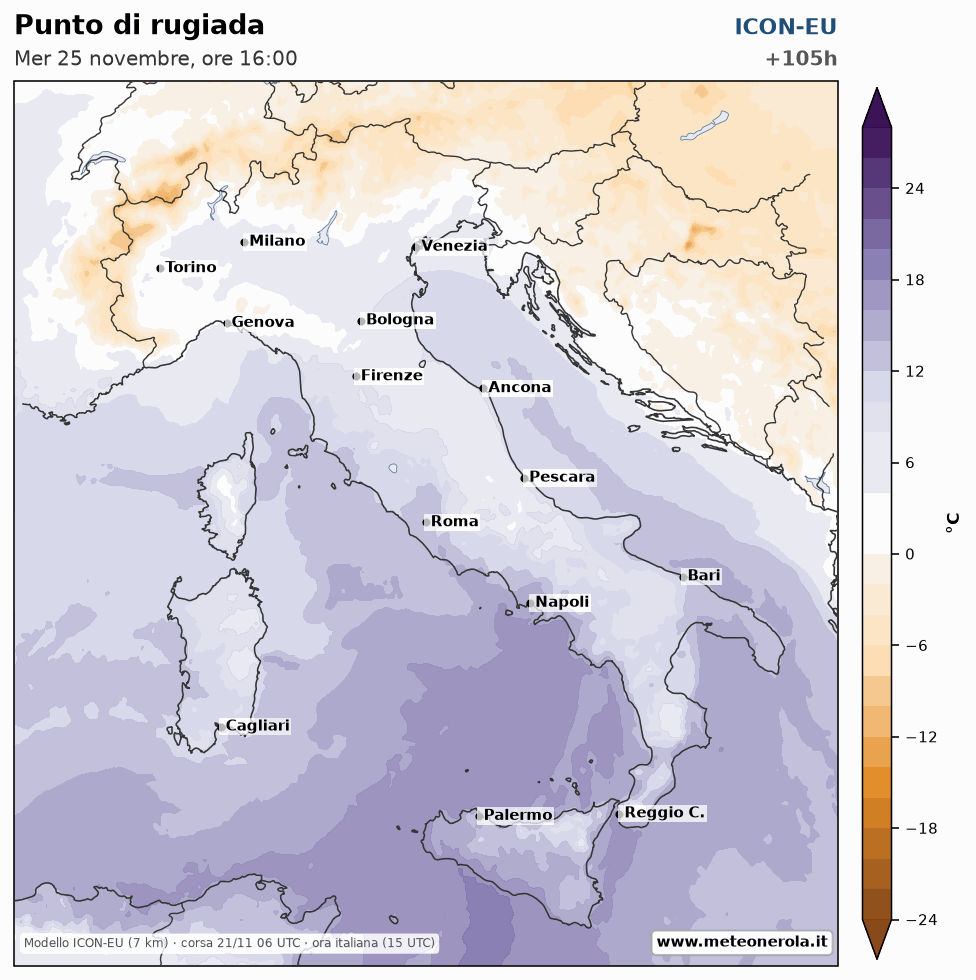 Punto di rugiada
ICON-EU
Mer 25 novembre, ore 16:00
+105h
Milano
Venezia
Torino
Genova
Bologna
Firenze
Ancona
Pescara
Roma
Bari
Napoli
Cagliari
Palermo
Reggio C.
24
18
12
6
0
−6
−12
−18
−24
°C
Modello ICON-EU (7 km) · corsa 21/11 06 UTC · ora italiana (15 UTC)
www.meteonerola.it